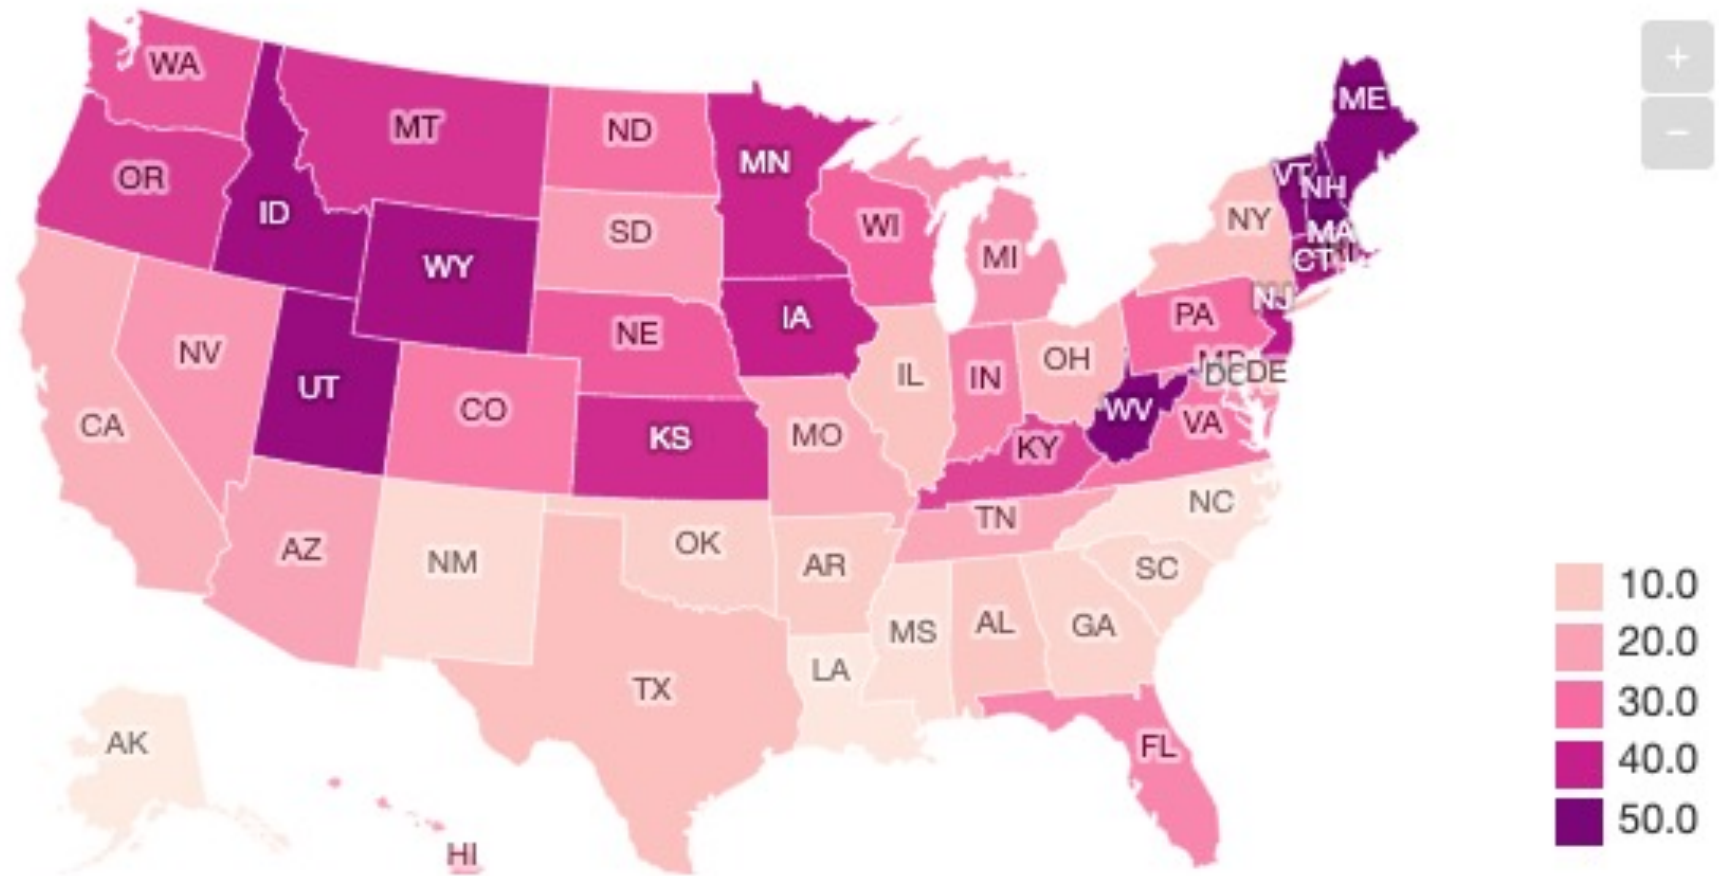 WA
MT
ND
MN
OR
ID
SD
WI
MI
WY
NE
IA
NV
UT
CO
KS
CA
MO
IL
IN
OH
PA
NY
VT
NH
ME
MA
CT
NJ
MD
DC
DE
WV
VA
KY
AZ
NM
OK
AR
TN
NC
SC
MS
AL
GA
LA
TX
FL
AK
HI
+
−
10.0
20.0
30.0
40.0
50.0